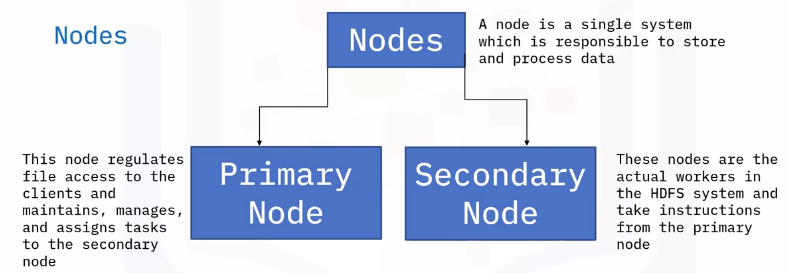 Nodes
Nodes
A node is a single system
which is responsible to store
and process data
This node regulates
file access to the
clients and
maintains, manages,
and assigns tasks
to the secondary
node
Primary
Node
Secondary
Node
These nodes are the
actual workers in
the HDFS system and
take instructions
from the primary
node